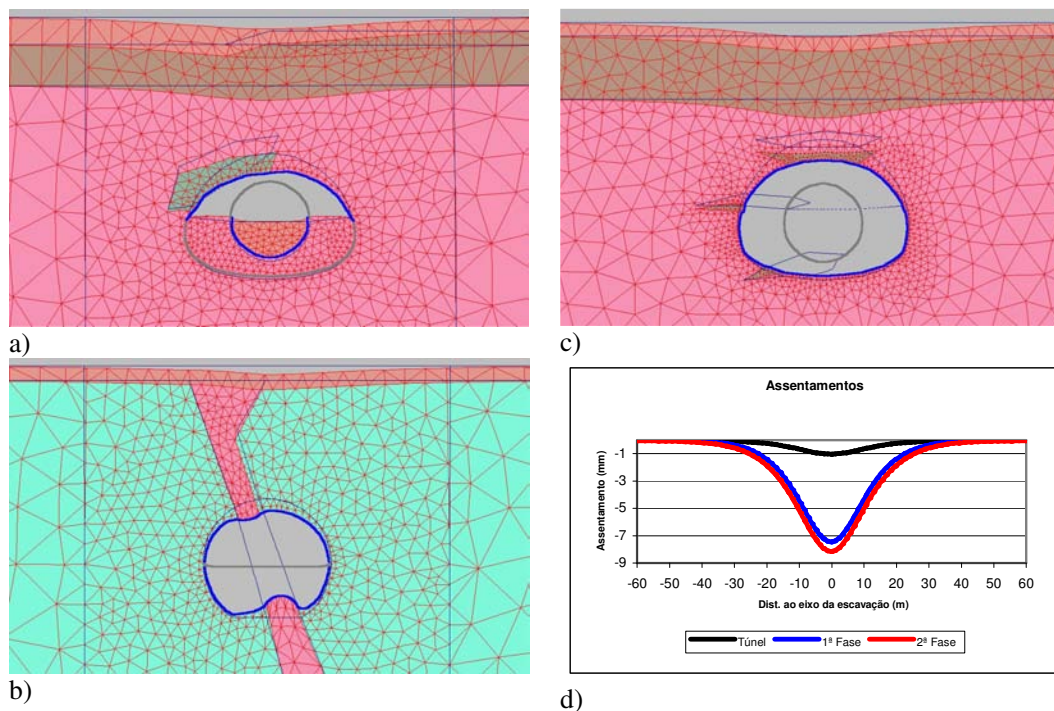 a)
c)
b)
Assentamentos
Assentamento (mm)
-1
-3
-5
-7
-9
-60 -50 -40 -30 -20 -10 0 10 20 30 40 50 60
Dist. ao eixo da escavação (m)
Túnel 1ª Fase 2ª Fase
d)